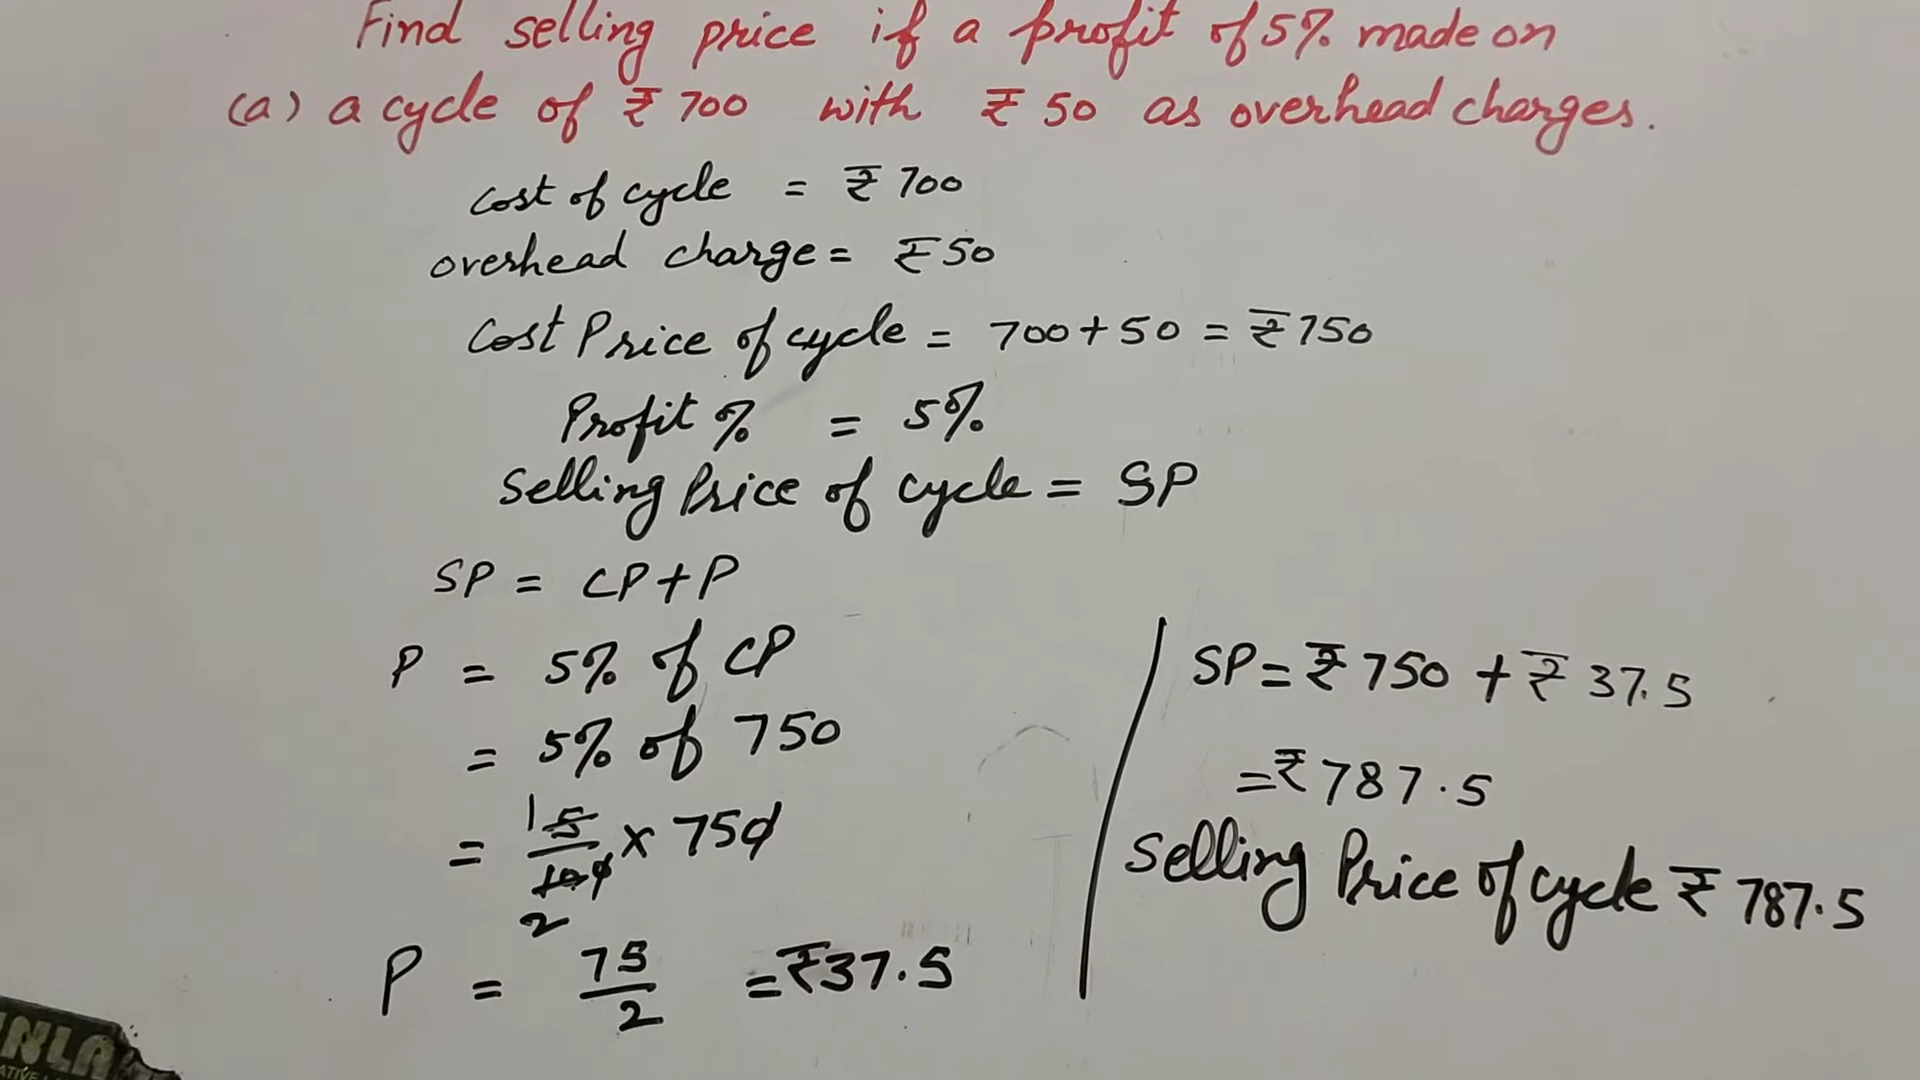 Find selling price if a profit of 5% made on
(a) a cycle of ₹ 700 with ₹ 50 as overhead charges.
Cost of cycle = ₹ 700
overhead charge = ₹ 50
Cost Price of cycle = 700 + 50 = ₹ 750
Profit % = 5%
Selling Price of cycle = SP
SP = CP + P
P = 5% of CP
= 5% of 750
= 5/100 × 750
1
2
P = 75/2 = ₹37.5
SP = ₹ 750 + ₹ 37.5
= ₹ 787.5
Selling Price of cycle ₹ 787.5